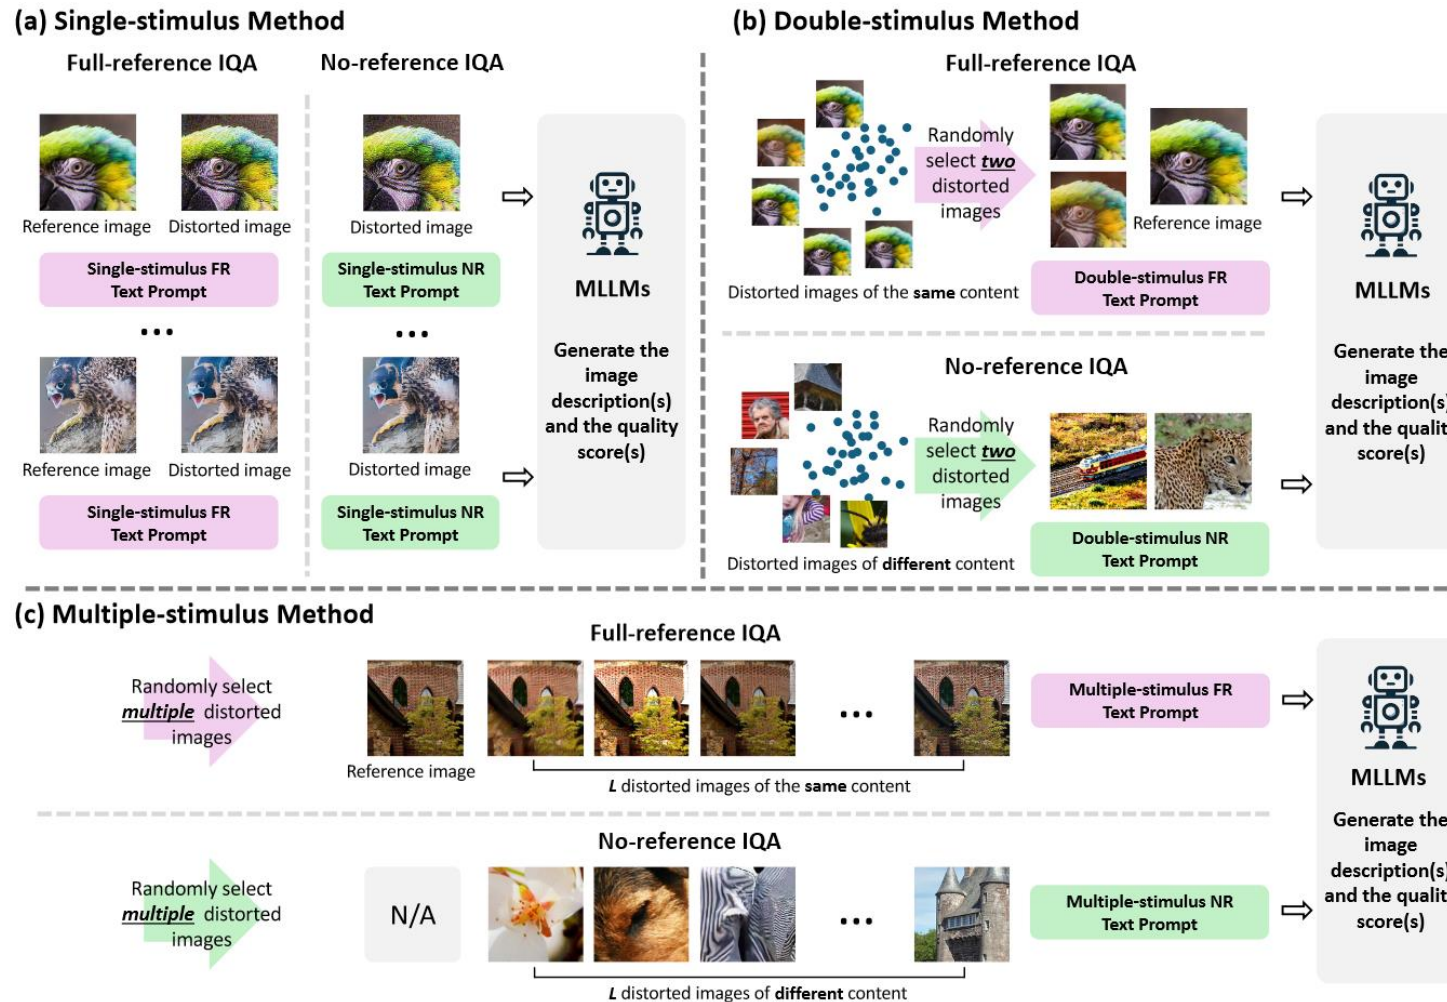 (a) Single-stimulus Method
Full-reference IQA
No-reference IQA
Reference image
Distorted image
Distorted image
Single-stimulus FR
Text Prompt
Single-stimulus NR
Text Prompt
...
...
Reference image
Distorted image
Distorted image
Single-stimulus FR
Text Prompt
Single-stimulus NR
Text Prompt
MLLMs
Generate the
image
description(s)
and the quality
score(s)
(b) Double-stimulus Method
Full-reference IQA
Randomly
select two
distorted
images
Reference image
Distorted images of the same content
Double-stimulus FR
Text Prompt
No-reference IQA
Randomly
select two
distorted
images
Distorted images of different content
Double-stimulus NR
Text Prompt
MLLMs
Generate the
image
description(s)
and the quality
score(s)
(c) Multiple-stimulus Method
Full-reference IQA
Randomly select
multiple distorted
images
Reference image
...
L distorted images of the same content
Multiple-stimulus FR
Text Prompt
No-reference IQA
Randomly select
multiple distorted
images
N/A
...
L distorted images of different content
Multiple-stimulus NR
Text Prompt
MLLMs
Generate the
image
description(s)
and the quality
score(s)